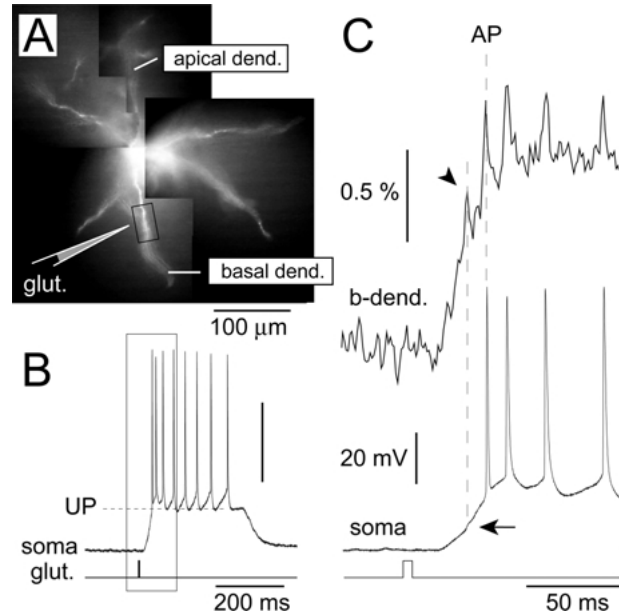 A
apical dend.
glut.
basal dend.
100 µm
B
UP
soma
glut.
200 ms
C
AP
0.5 %
b-dend.
20 mV
soma
50 ms